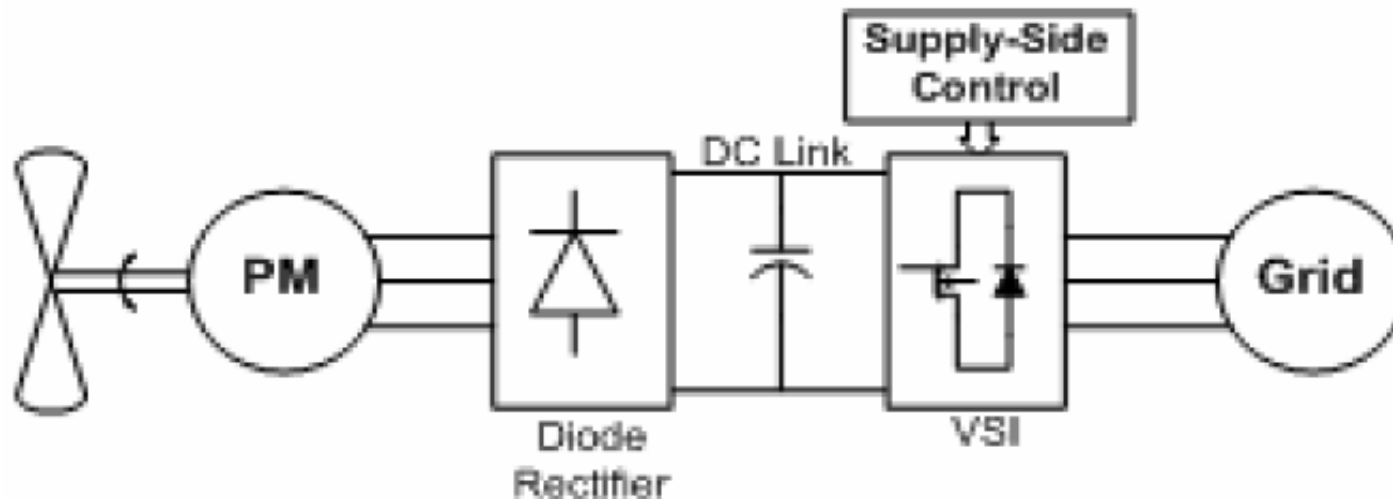 Supply-Side
Control
DC Link
PM
Grid
Diode
Rectifier
VSI